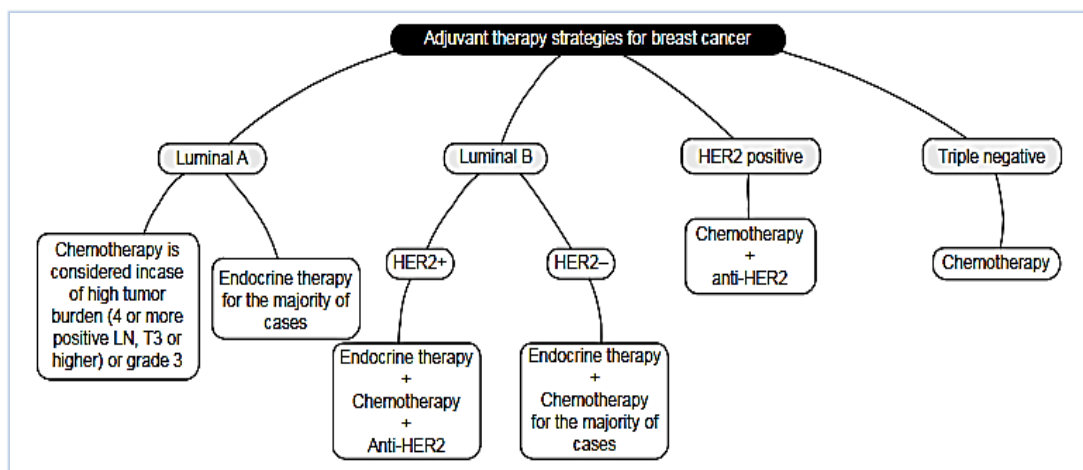 Adjuvant therapy strategies for breast cancer
Luminal A
Luminal B
HER2 positive
Triple negative
Chemotherapy is
considered incase
of high tumor
burden (4 or more
positive LN, T3 or
higher) or grade 3
Endocrine therapy
for the majority of
cases
HER2+
HER2–
Chemotherapy
+
anti-HER2
Chemotherapy
Endocrine therapy
+
Chemotherapy
+
Anti-HER2
Endocrine therapy
+
Chemotherapy
for the majority of
cases